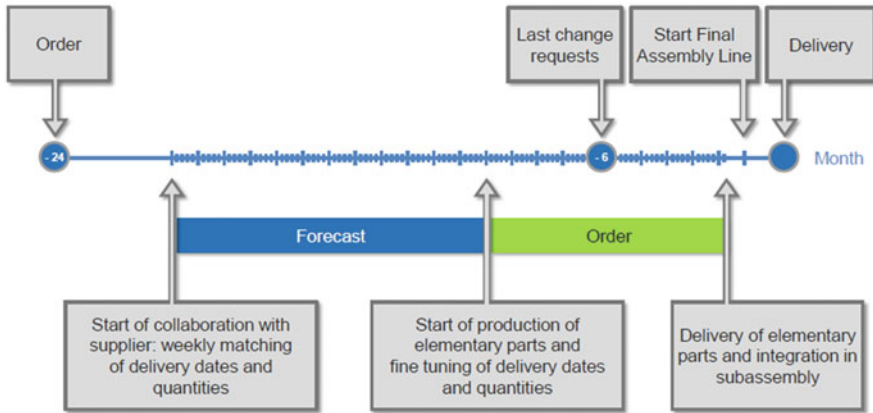 Order
Last change
requests
Start Final
Assembly Line
Delivery
- 24
- 6
Month
Forecast
Order
Start of collaboration with
supplier: weekly matching
of delivery dates and
quantities
Start of production of
elementary parts and
fine tuning of delivery dates
and quantities
Delivery of elementary
parts and integration in
subassembly